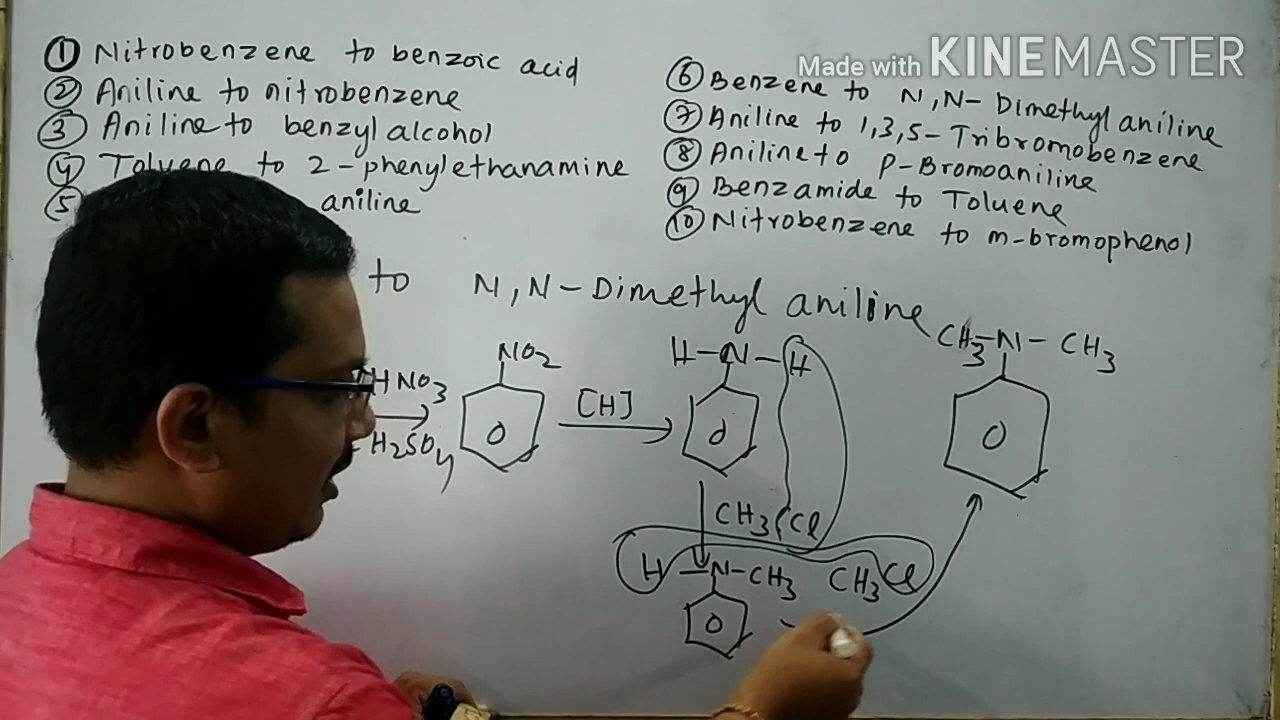 Made with KINEMASTER
① Nitrobenzene to benzoic acid
② Aniline to nitrobenzene
③ Aniline to benzyl alcohol
④ Toluene to 2-phenylethanamine
⑤ aniline
⑥ Benzene to N,N-Dimethyl aniline
⑦ Aniline to 1,3,5-Tribromobenzene
⑧ Aniline to p-Bromoaniline
⑨ Benzamide to Toluene
⑩ Nitrobenzene to m-bromophenol
to N,N-Dimethyl aniline
HNO3
H2SO4
NO2
[H]
H-N-H
CH3-N-CH3
CH3Cl
H-N-CH3 CH3Cl